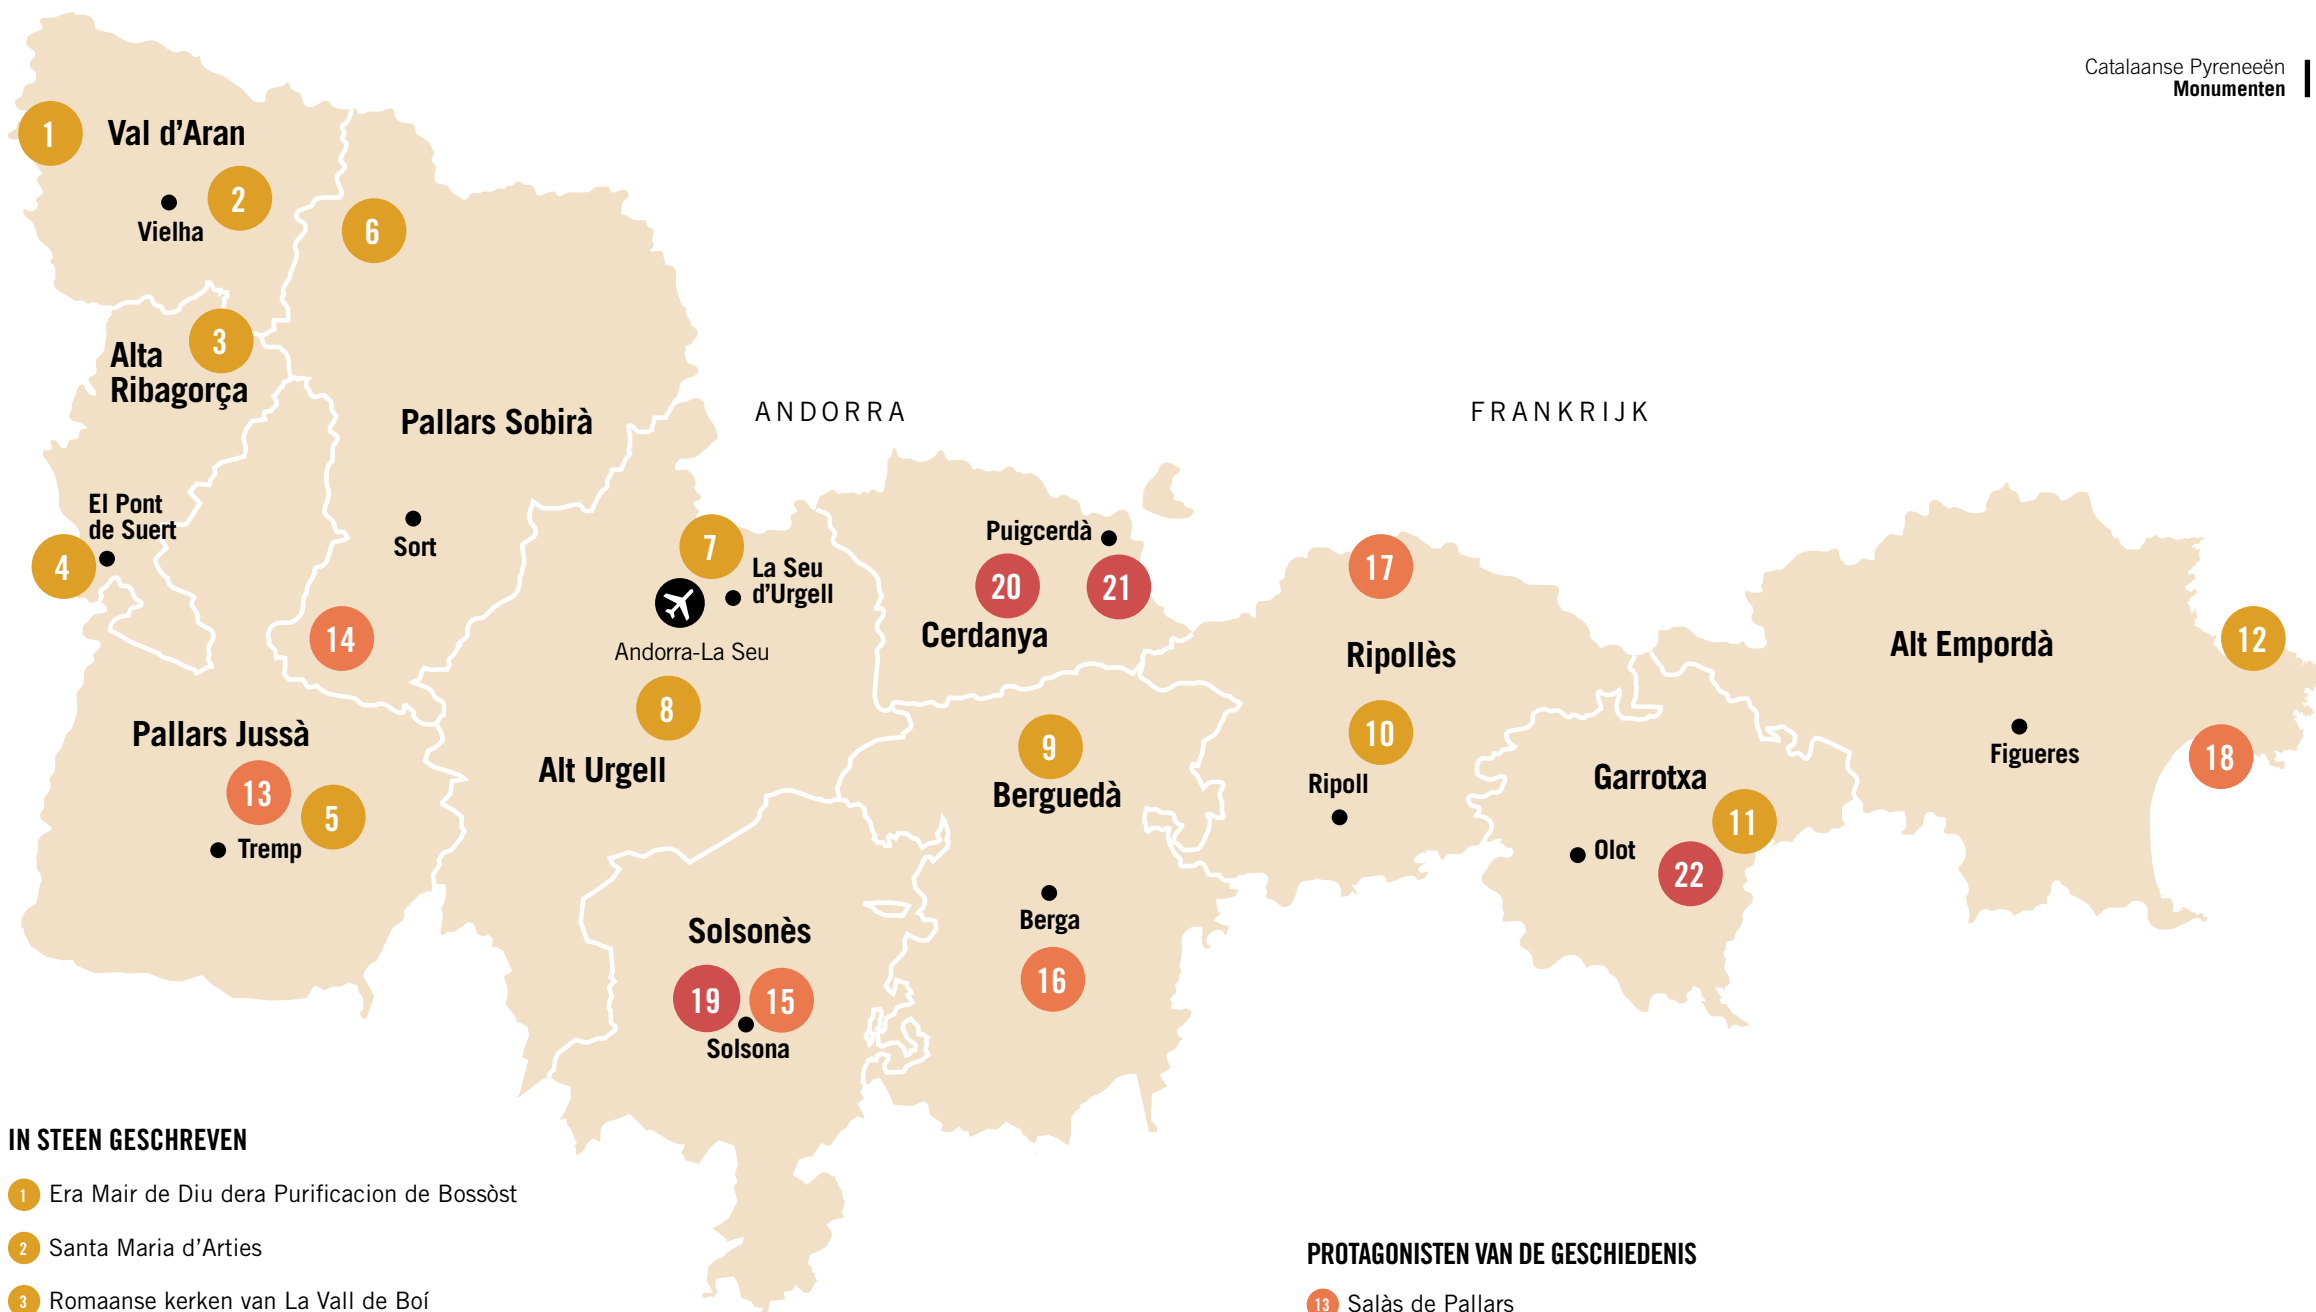 Catalaanse Pyreneeën
Monumenten
1
Val d'Aran
2
Vielha
6
3
Alta
Ribagorça
Pallars Sobirà
ANDORRA
FRANKRIJK
El Pont
de Suert
4
Sort
7
La Seu
d'Urgell
Andorra-La Seu
Puigcerdà
20
21
Cerdanya
17
Ripollès
Alt Empordà
12
14
8
Pallars Jussà
13
5
Tremp
Alt Urgell
9
Berguedà
10
Ripoll
Garrotxa
11
Olot
22
Figueres
18
Solsonès
19
15
Solsona
Berga
16
IN STEEN GESCHREVEN
1 Era Mair de Diu dera Purificacion de Bossòst
2 Santa Maria d'Arties
3 Romaanse kerken van La Vall de Boí
PROTAGONISTEN VAN DE GESCHIEDENIS
13 Salàs de Pallars